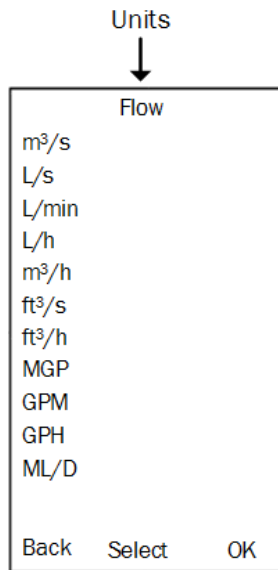 Units
Flow
m³/s
L/s
L/min
L/h
m³/h
ft³/s
ft³/h
MGP
GPM
GPH
ML/D
Back Select OK